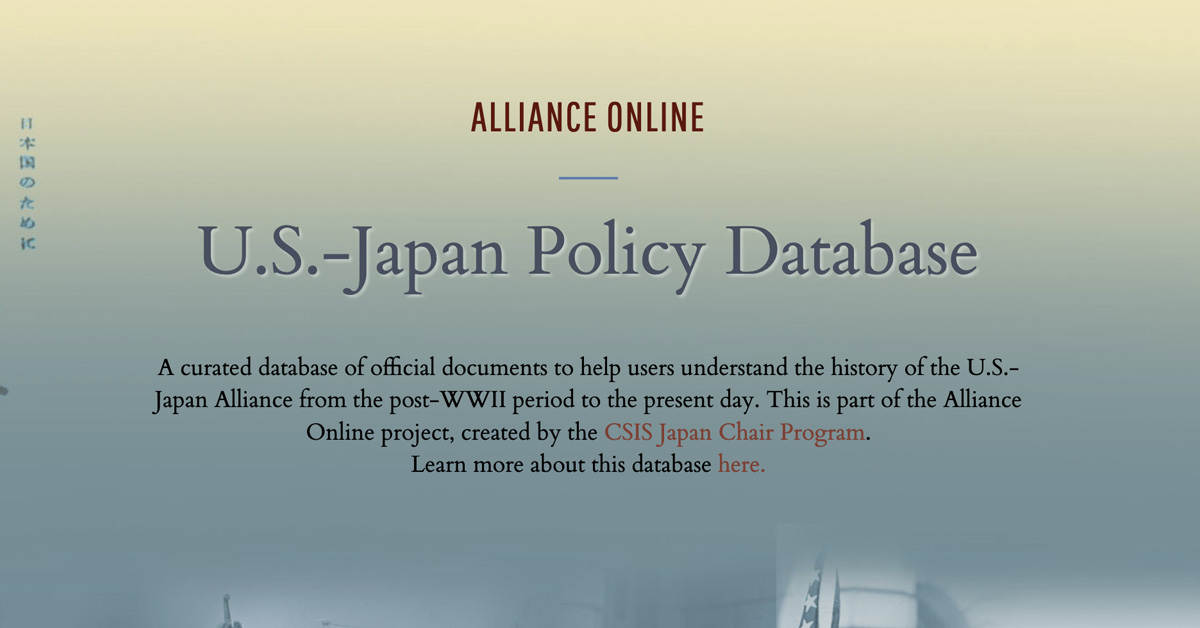 ALLIANCE ONLINE
日本国のために
U.S.-Japan Policy Database
A curated database of official documents to help users understand the history of the U.S.-
Japan Alliance from the post-WWII period to the present day. This is part of the Alliance
Online project, created by the CSIS Japan Chair Program.
Learn more about this database here.